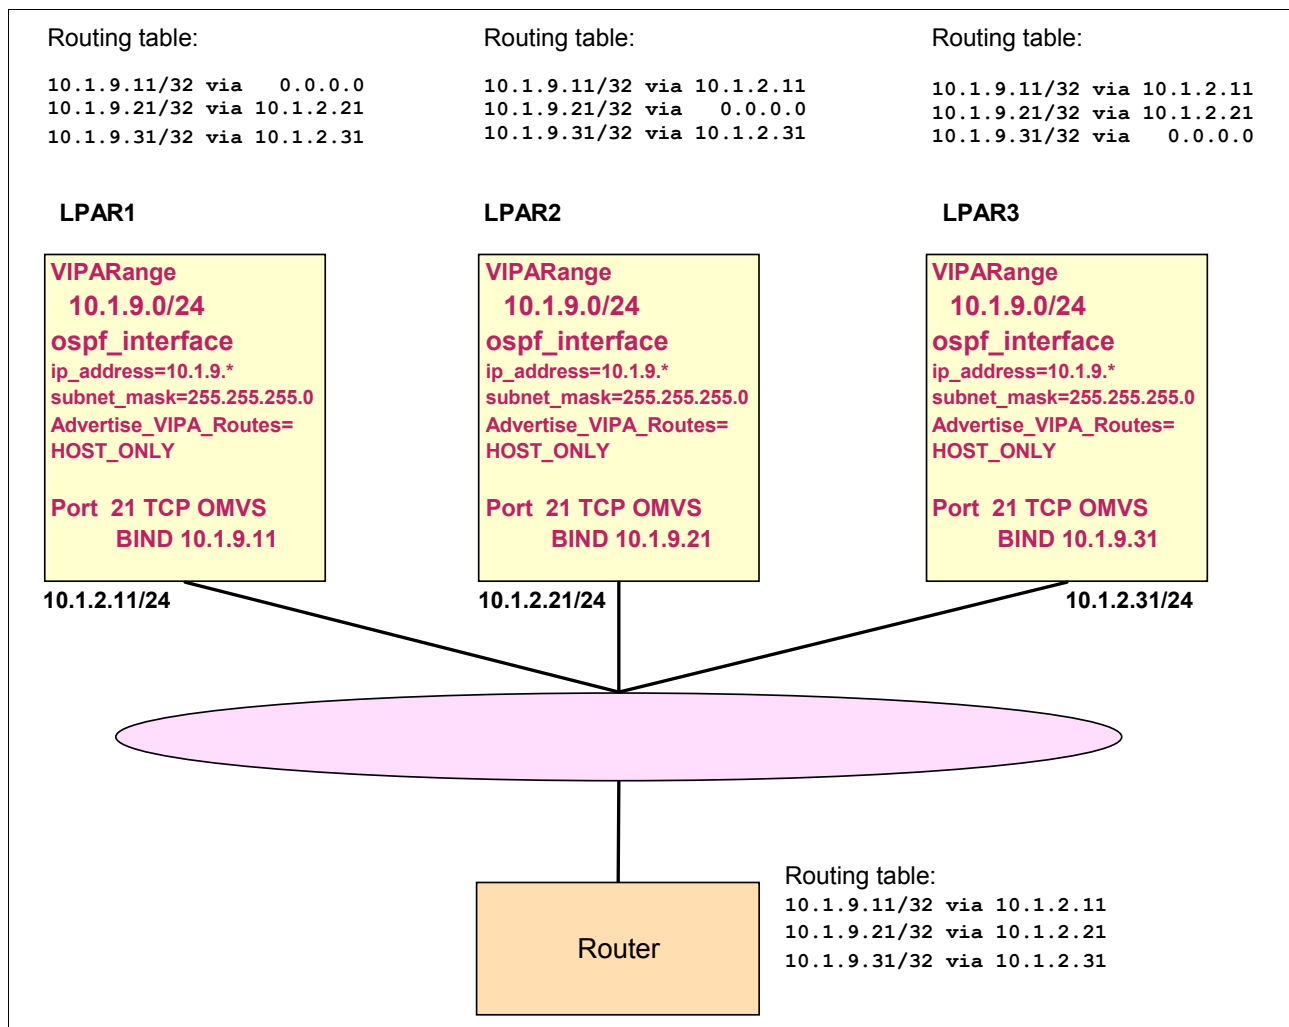 Routing table:
10.1.9.11/32 via   0.0.0.0
10.1.9.21/32 via 10.1.2.21
10.1.9.31/32 via 10.1.2.31
Routing table:
10.1.9.11/32 via 10.1.2.11
10.1.9.21/32 via   0.0.0.0
10.1.9.31/32 via 10.1.2.31
Routing table:
10.1.9.11/32 via 10.1.2.11
10.1.9.21/32 via 10.1.2.21
10.1.9.31/32 via   0.0.0.0
LPAR1
VIPARange
10.1.9.0/24
ospf_interface
ip_address=10.1.9.*
subnet_mask=255.255.255.0
Advertise_VIPA_Routes=
HOST_ONLY
Port  21 TCP OMVS
BIND 10.1.9.11
10.1.2.11/24
LPAR2
VIPARange
10.1.9.0/24
ospf_interface
ip_address=10.1.9.*
subnet_mask=255.255.255.0
Advertise_VIPA_Routes=
HOST_ONLY
Port  21 TCP OMVS
BIND 10.1.9.21
10.1.2.21/24
LPAR3
VIPARange
10.1.9.0/24
ospf_interface
ip_address=10.1.9.*
subnet_mask=255.255.255.0
Advertise_VIPA_Routes=
HOST_ONLY
Port  21 TCP OMVS
BIND 10.1.9.31
10.1.2.31/24
Router
Routing table:
10.1.9.11/32 via 10.1.2.11
10.1.9.21/32 via 10.1.2.21
10.1.9.31/32 via 10.1.2.31